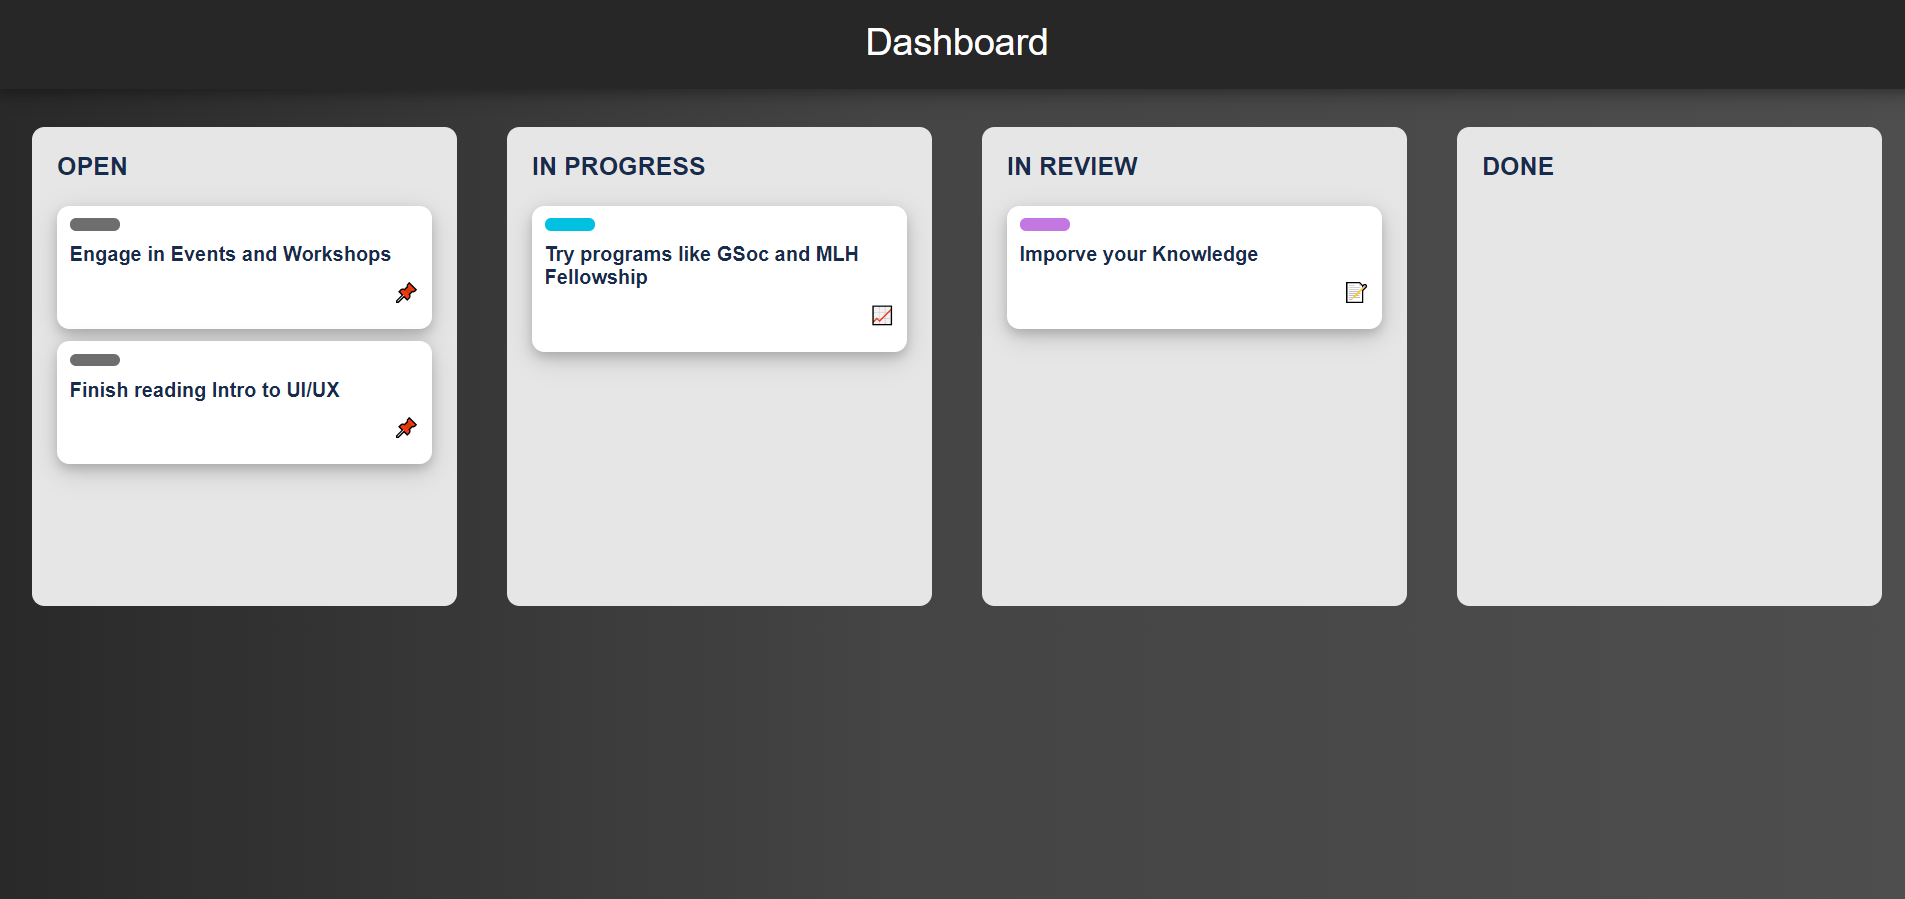 Dashboard
OPEN
Engage in Events and Workshops
Finish reading Intro to UI/UX
IN PROGRESS
Try programs like GSoc and MLH
Fellowship
IN REVIEW
Imporve your Knowledge
DONE